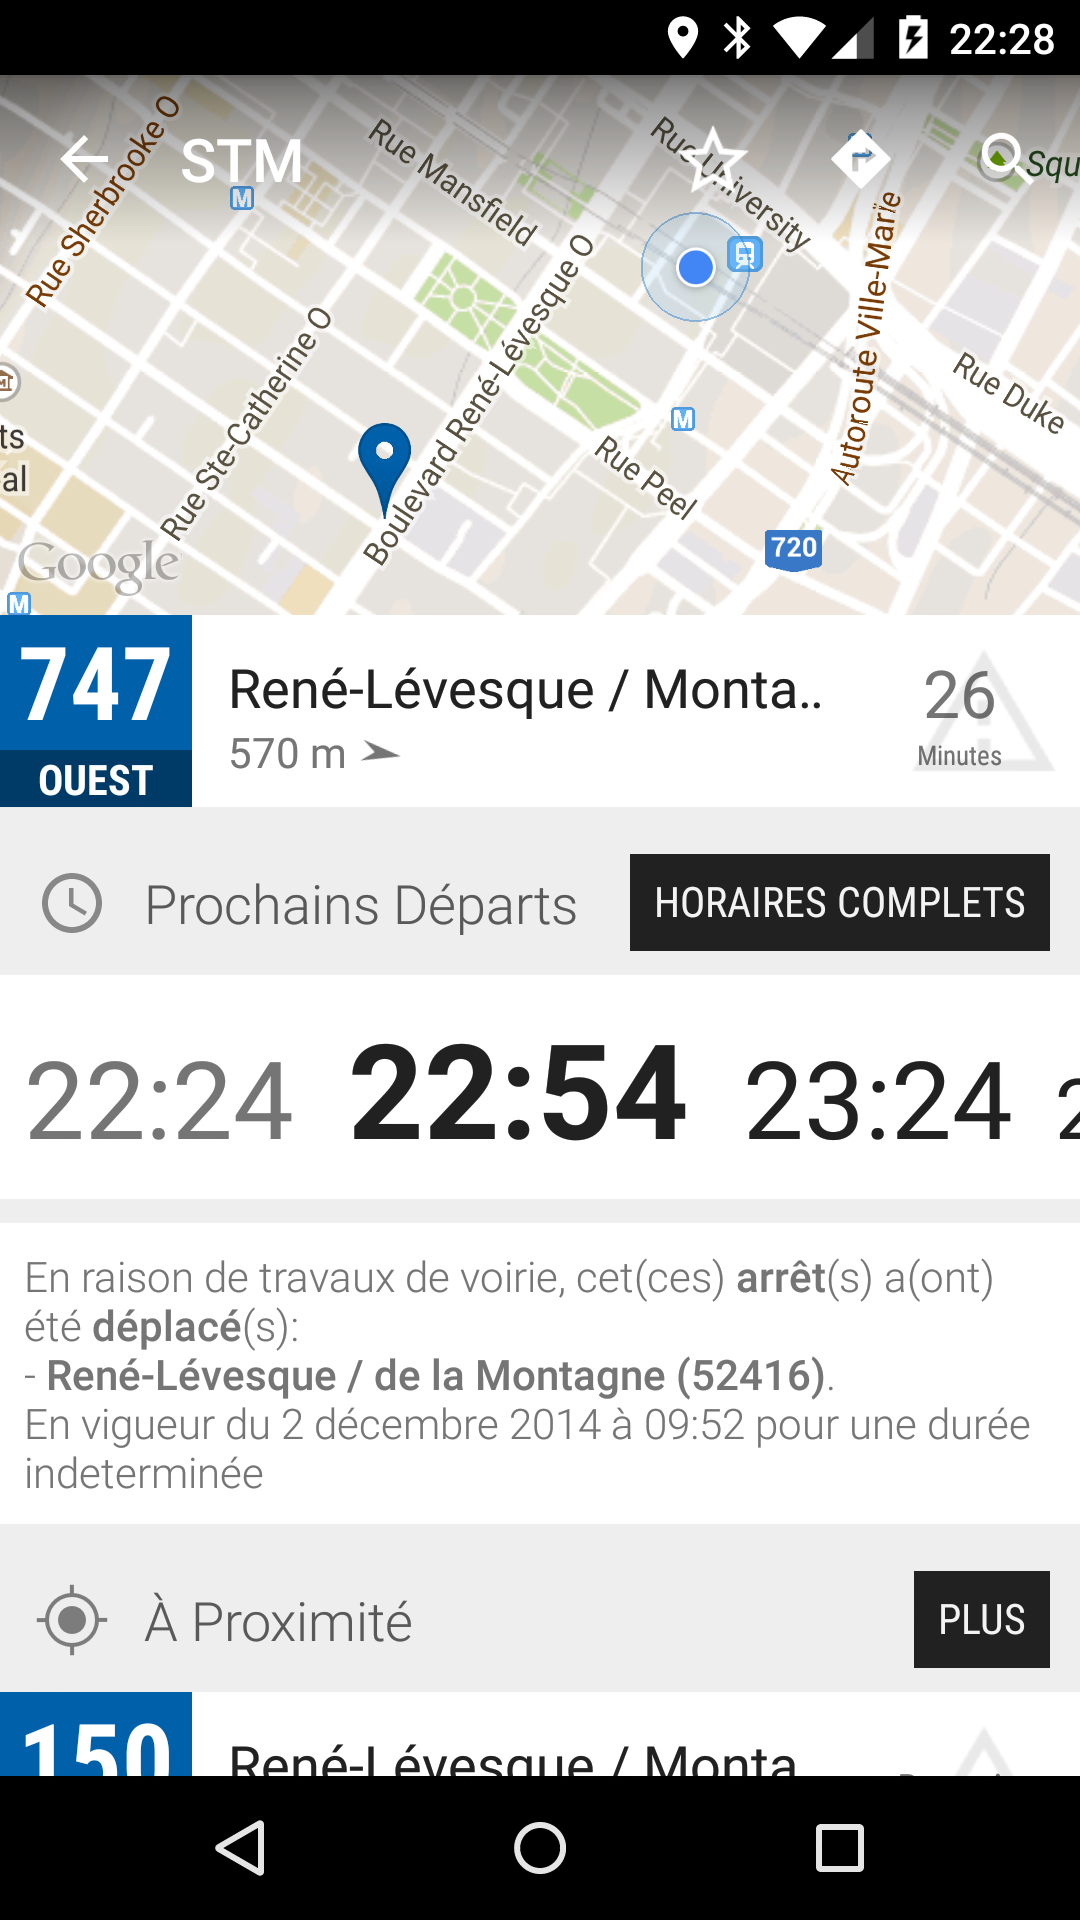 22:28
STM
Rue Sherbrooke O
Rue Mansfield
Rue University
Squ
M
Rue Ste-Catherine O
Boulevard René-Lévesque O
Autoroute Ville-Marie
Rue Duke
M
Rue Peel
ts
al
720
Google
M
747
OUEST
René-Lévesque / Monta..
570 m
26
Minutes
Prochains Départs
HORAIRES COMPLETS
22:24
22:54
23:24
2
En raison de travaux de voirie, cet(ces) arrêt(s) a(ont)
été déplacé(s):
- René-Lévesque / de la Montagne (52416).
En vigueur du 2 décembre 2014 à 09:52 pour une durée
indeterminée
À Proximité
PLUS
150
René-Lévesque / Monta